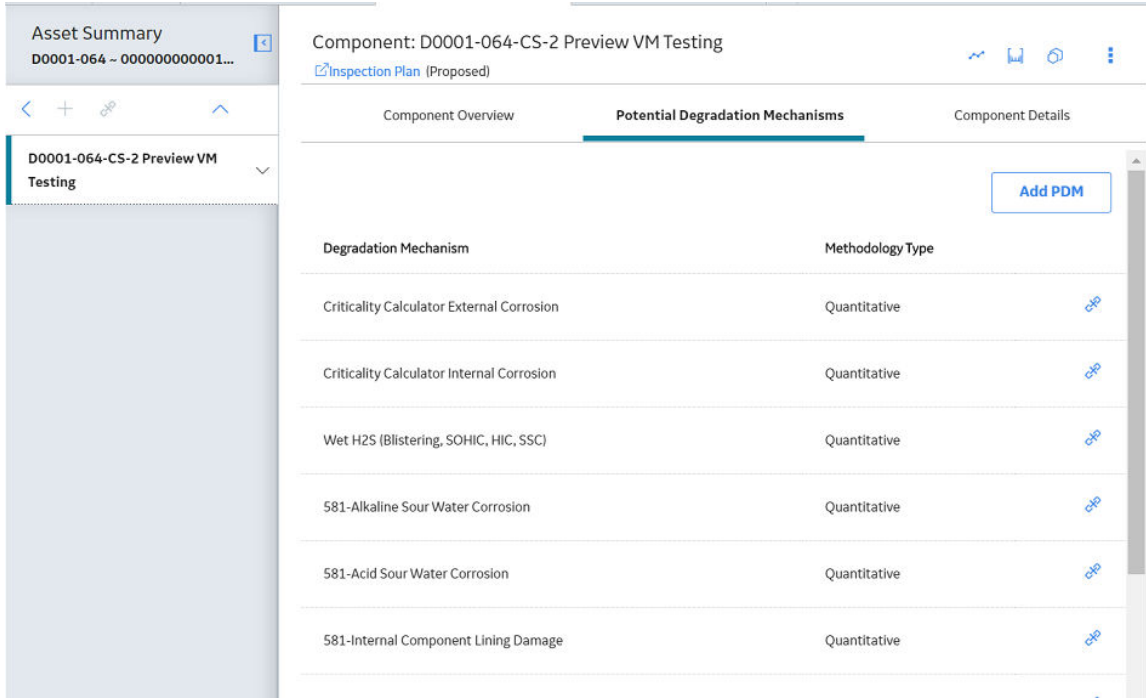 Asset Summary
D0001-064 ~ 000000000001...
D0001-064-CS-2 Preview VM
Testing
Component: D0001-064-CS-2 Preview VM Testing
Inspection Plan (Proposed)
Component Overview Potential Degradation Mechanisms Component Details
Add PDM
Degradation Mechanism Methodology Type
Criticality Calculator External Corrosion Quantitative
Criticality Calculator Internal Corrosion Quantitative
Wet H2S (Blistering, SOHIC, HIC, SSC) Quantitative
581-Alkaline Sour Water Corrosion Quantitative
581-Acid Sour Water Corrosion Quantitative
581-Internal Component Lining Damage Quantitative